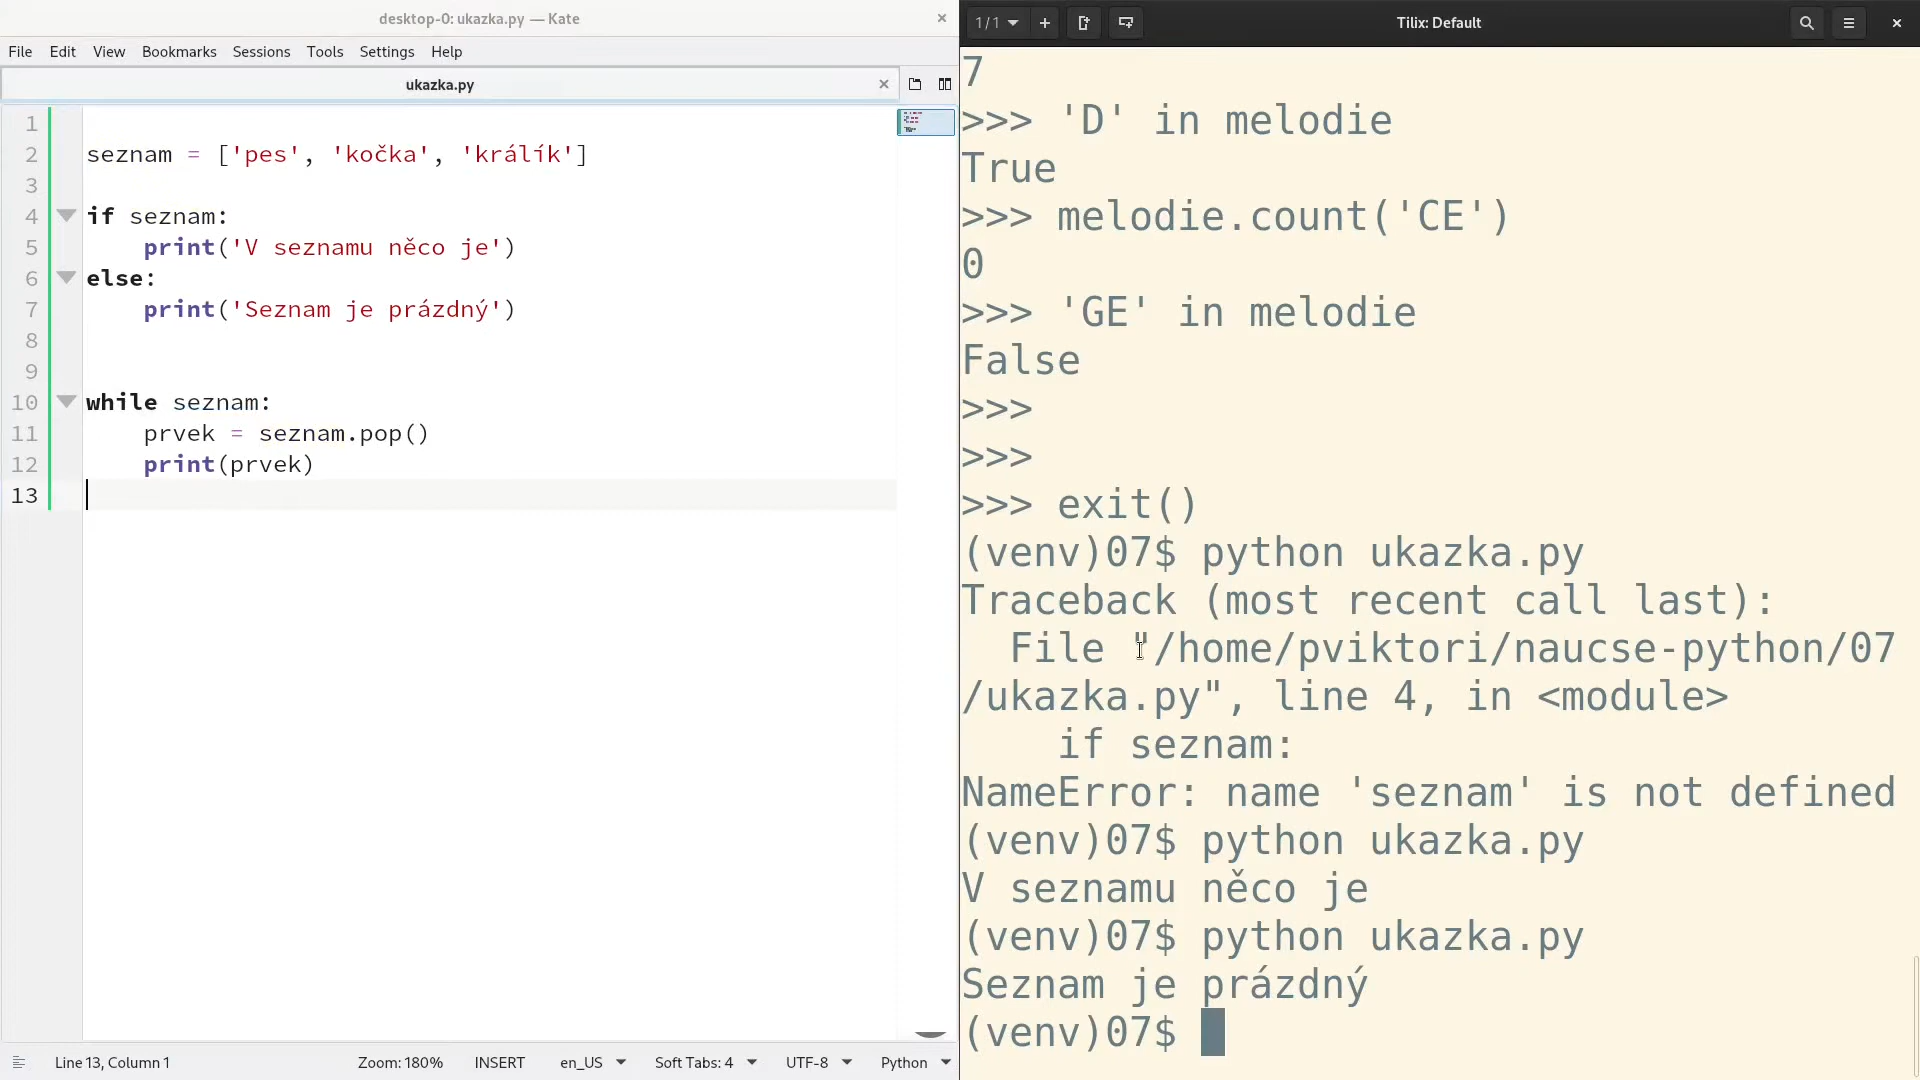 desktop-0: ukazka.py — Kate
File Edit View Bookmarks Sessions Tools Settings Help
ukazka.py
1
2 seznam = ['pes', 'kočka', 'králík']
3
4 if seznam:
5 print('V seznamu něco je')
6 else:
7 print('Seznam je prázdný')
8
9
10 while seznam:
11 prvek = seznam.pop()
12 print(prvek)
13
Line 13, Column 1 Zoom: 180% INSERT en_US Soft Tabs: 4 UTF-8 Python
1 / 1 Tilix: Default
7
>>> 'D' in melodie
True
>>> melodie.count('CE')
0
>>> 'GE' in melodie
False
>>>
>>>
>>> exit()
(venv)07$ python ukazka.py
Traceback (most recent call last):
File "/home/pviktori/naucse-python/07
/ukazka.py", line 4, in <module>
if seznam:
NameError: name 'seznam' is not defined
(venv)07$ python ukazka.py
V seznamu něco je
(venv)07$ python ukazka.py
Seznam je prázdný
(venv)07$